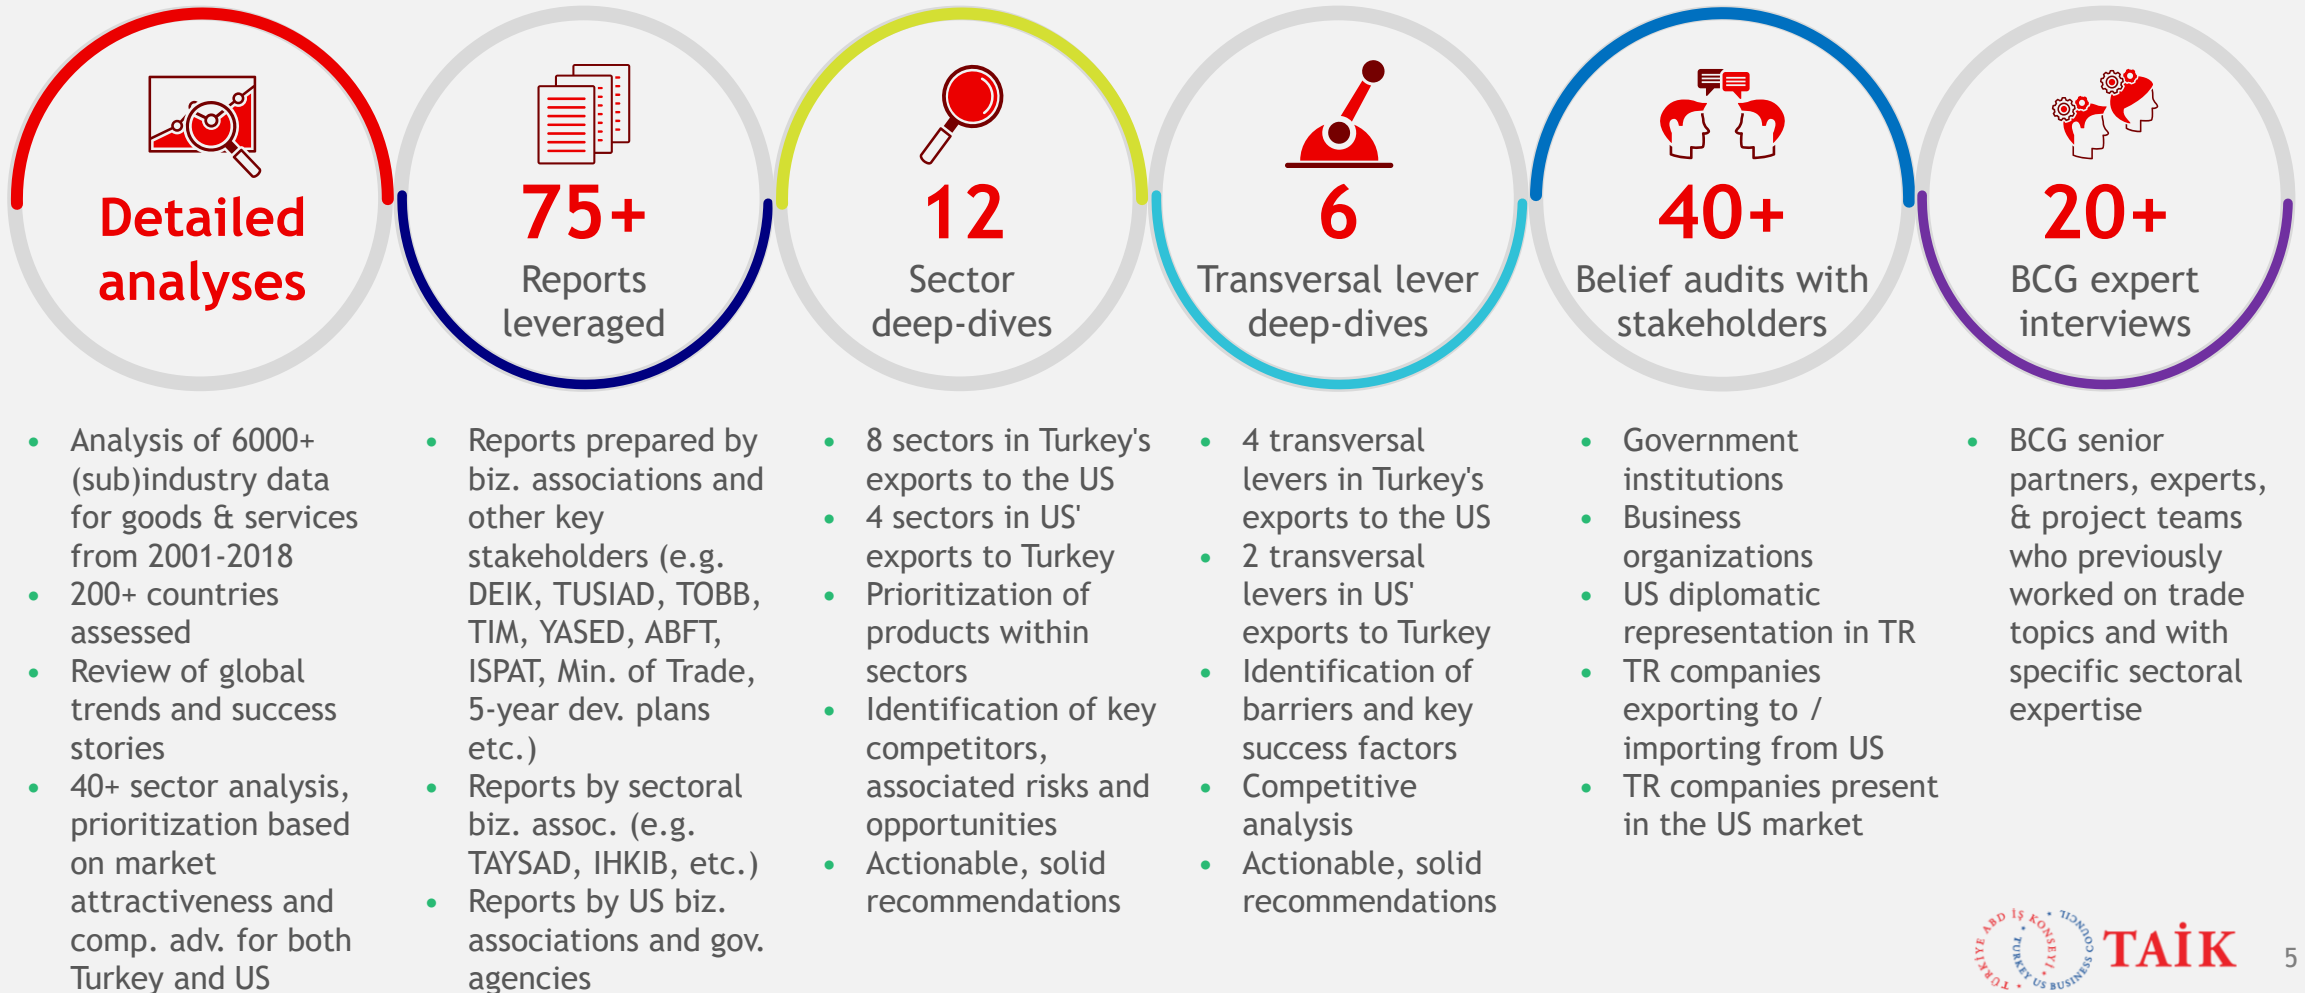 Detailed
analyses
75+
Reports
leveraged
12
Sector
deep-dives
6
Transversal lever
deep-dives
40+
Belief audits with
stakeholders
20+
BCG expert
interviews
• Analysis of 6000+
(sub)industry data
for goods & services
from 2001-2018
• 200+ countries
assessed
• Review of global
trends and success
stories
• 40+ sector analysis,
prioritization based
on market
attractiveness and
comp. adv. for both
Turkey and US
• Reports prepared by
biz. associations and
other key
stakeholders (e.g.
DEIK, TUSIAD, TOBB,
TIM, YASED, ABFT,
ISPAT, Min. of Trade,
5-year dev. plans
etc.)
• Reports by sectoral
biz. assoc. (e.g.
TAYSAD, IHKIB, etc.)
• Reports by US biz.
associations and gov.
agencies
• 8 sectors in Turkey's
exports to the US
• 4 sectors in US'
exports to Turkey
• Prioritization of
products within
sectors
• Identification of key
competitors,
associated risks and
opportunities
• Actionable, solid
recommendations
• 4 transversal
levers in Turkey's
exports to the US
• 2 transversal
levers in US'
exports to Turkey
• Identification of
barriers and key
success factors
• Competitive
analysis
• Actionable, solid
recommendations
• Government
institutions
• Business
organizations
• US diplomatic
representation in TR
• TR companies
exporting to /
importing from US
• TR companies present
in the US market
• BCG senior
partners, experts,
& project teams
who previously
worked on trade
topics and with
specific sectoral
expertise
TÜRKİYE ABD İŞ KONSEYİ
TURKEY US BUSINESS COUNCIL
TAİK
5